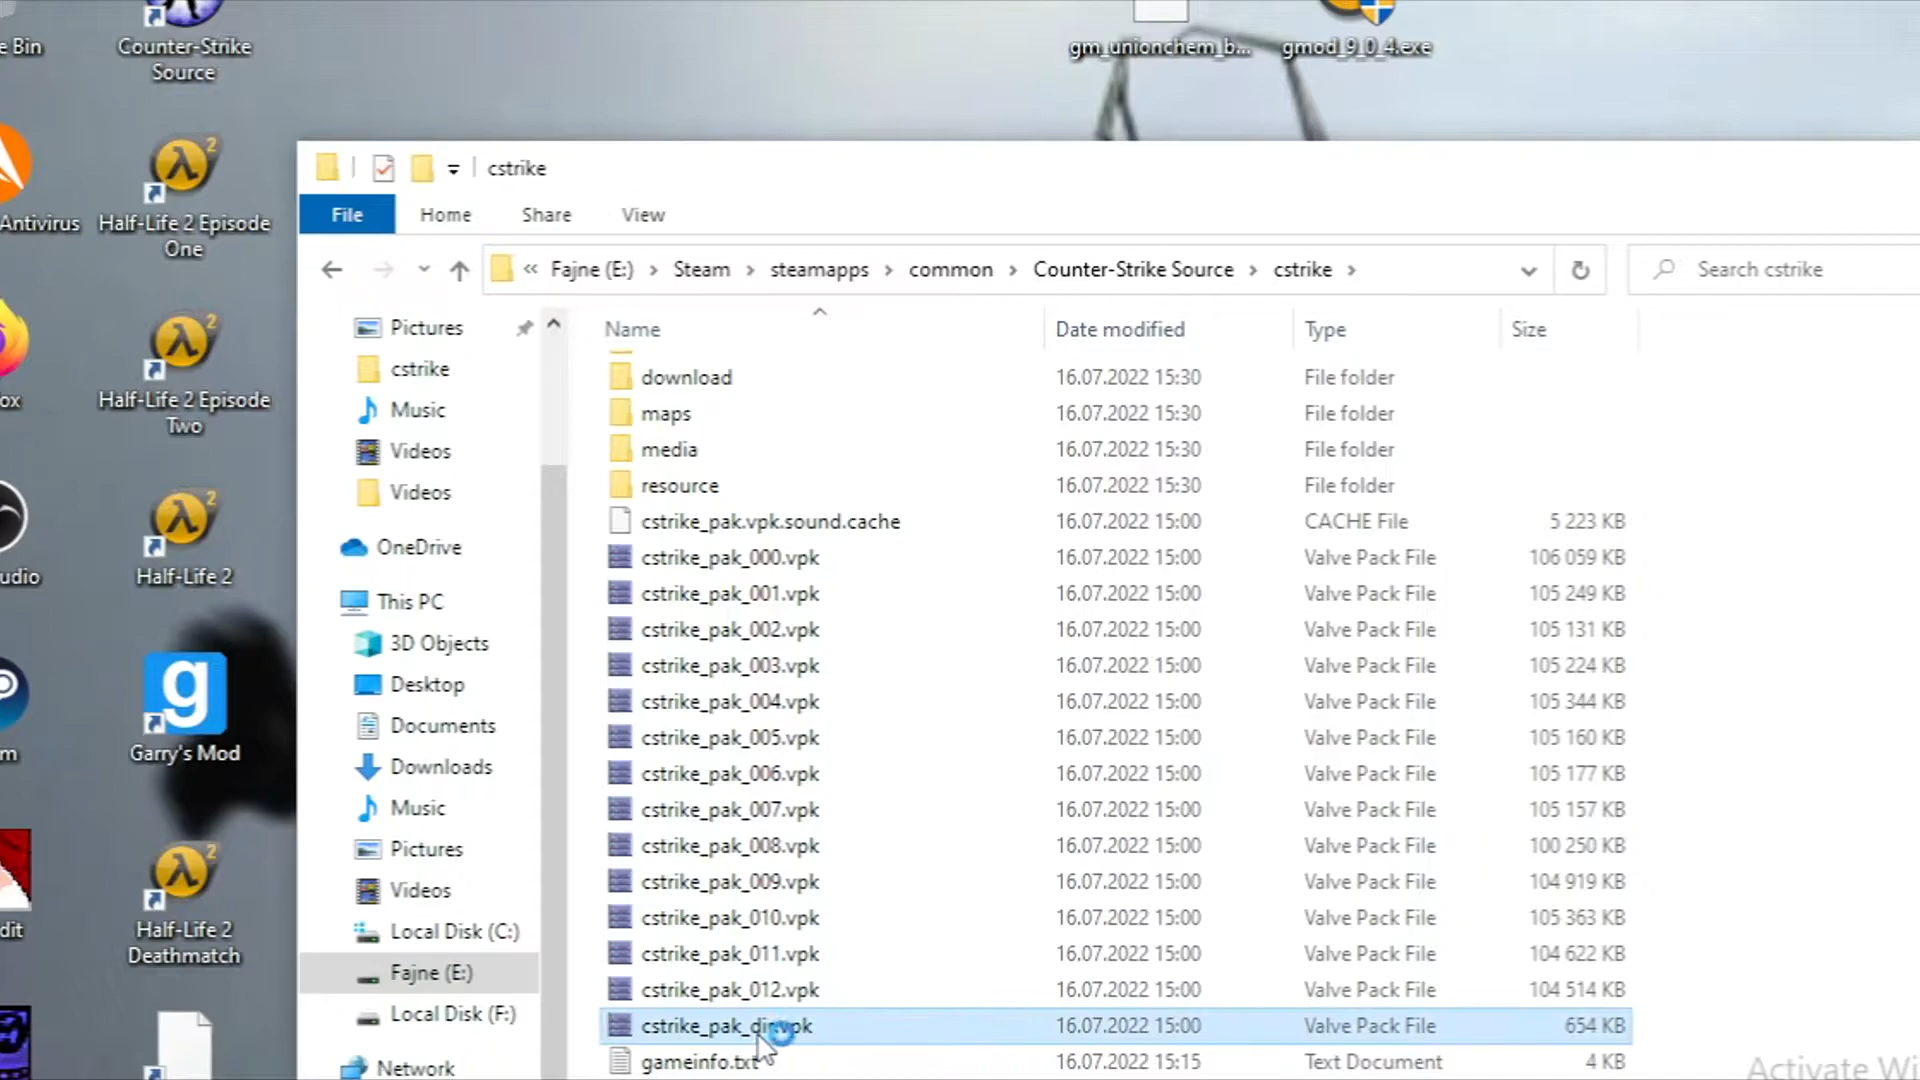 e Bin
Counter-Strike
Source
gm_unionchem_b...
gmod_9_0_4.exe
Antivirus
Half-Life 2 Episode
One
ox
Half-Life 2 Episode
Two
udio
Half-Life 2
m
Garry's Mod
dit
Half-Life 2
Deathmatch
cstrike
File
Home
Share
View
« Fajne (E:) > Steam > steamapps > common > Counter-Strike Source > cstrike >
Search cstrike
Pictures
cstrike
Music
Videos
Videos
OneDrive
This PC
3D Objects
Desktop
Documents
Downloads
Music
Pictures
Videos
Local Disk (C:)
Fajne (E:)
Local Disk (F:)
Network
Name Date modified Type Size
download 16.07.2022 15:30 File folder
maps 16.07.2022 15:30 File folder
media 16.07.2022 15:30 File folder
resource 16.07.2022 15:30 File folder
cstrike_pak.vpk.sound.cache 16.07.2022 15:00 CACHE File 5 223 KB
cstrike_pak_000.vpk 16.07.2022 15:00 Valve Pack File 106 059 KB
cstrike_pak_001.vpk 16.07.2022 15:00 Valve Pack File 105 249 KB
cstrike_pak_002.vpk 16.07.2022 15:00 Valve Pack File 105 131 KB
cstrike_pak_003.vpk 16.07.2022 15:00 Valve Pack File 105 224 KB
cstrike_pak_004.vpk 16.07.2022 15:00 Valve Pack File 105 344 KB
cstrike_pak_005.vpk 16.07.2022 15:00 Valve Pack File 105 160 KB
cstrike_pak_006.vpk 16.07.2022 15:00 Valve Pack File 105 177 KB
cstrike_pak_007.vpk 16.07.2022 15:00 Valve Pack File 105 157 KB
cstrike_pak_008.vpk 16.07.2022 15:00 Valve Pack File 100 250 KB
cstrike_pak_009.vpk 16.07.2022 15:00 Valve Pack File 104 919 KB
cstrike_pak_010.vpk 16.07.2022 15:00 Valve Pack File 105 363 KB
cstrike_pak_011.vpk 16.07.2022 15:00 Valve Pack File 104 622 KB
cstrike_pak_012.vpk 16.07.2022 15:00 Valve Pack File 104 514 KB
cstrike_pak_dir.vpk 16.07.2022 15:00 Valve Pack File 654 KB
gameinfo.txt 16.07.2022 15:15 Text Document 4 KB
Activate Wi